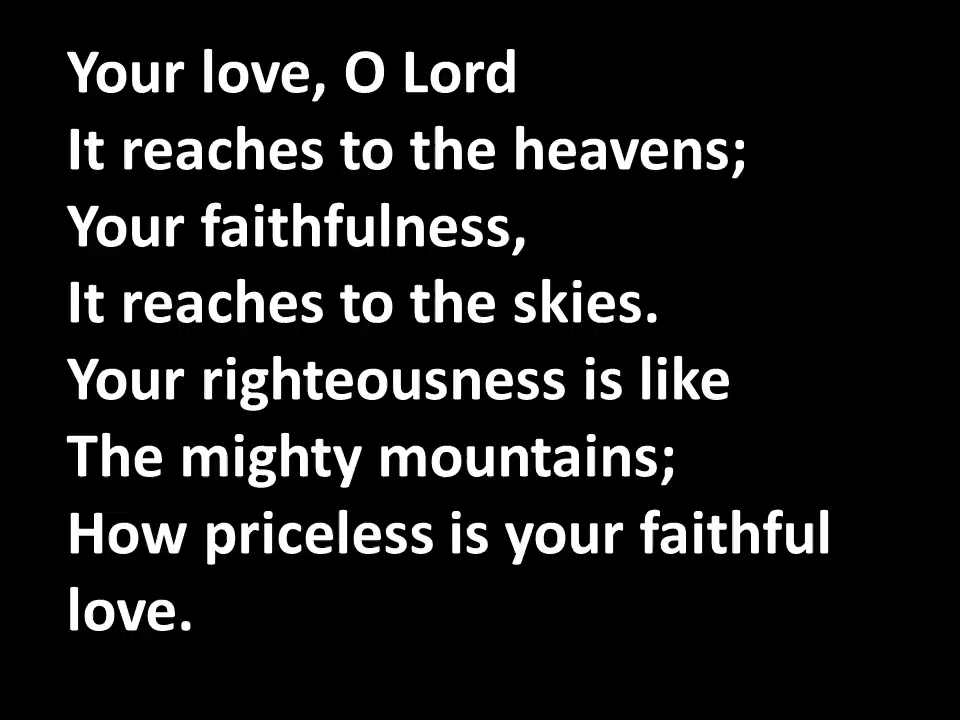 Your love, O Lord
It reaches to the heavens;
Your faithfulness,
It reaches to the skies.
Your righteousness is like
The mighty mountains;
How priceless is your faithful
love.